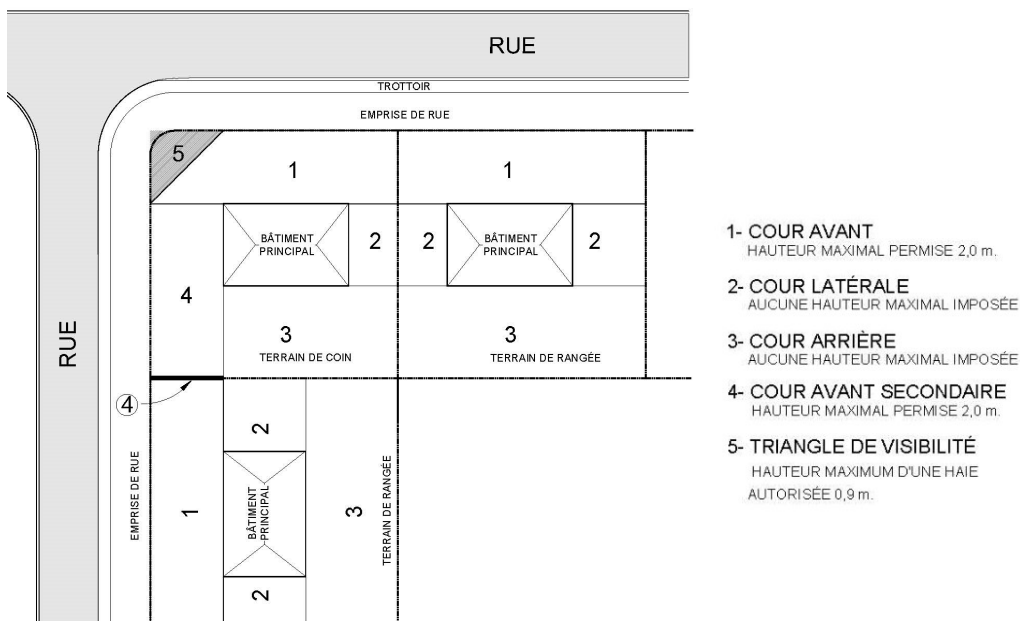 RUE
TROTTOIR
EMPRISE DE RUE
5
1
1
BÂTIMENT
PRINCIPAL
2
2
BÂTIMENT
PRINCIPAL
2
4
3
TERRAIN DE COIN
3
TERRAIN DE RANGÉE
RUE
4
EMPRISE DE RUE
1
2
BÂTIMENT
PRINCIPAL
2
3
TERRAIN DE RANGÉE
1- COUR AVANT
HAUTEUR MAXIMAL PERMISE 2,0 m.
2- COUR LATÉRALE
AUCUNE HAUTEUR MAXIMAL IMPOSÉE
3- COUR ARRIÈRE
AUCUNE HAUTEUR MAXIMAL IMPOSÉE
4- COUR AVANT SECONDAIRE
HAUTEUR MAXIMAL PERMISE 2,0 m.
5- TRIANGLE DE VISIBILITÉ
HAUTEUR MAXIMUM D'UNE HAIE
AUTORISÉE 0,9 m.